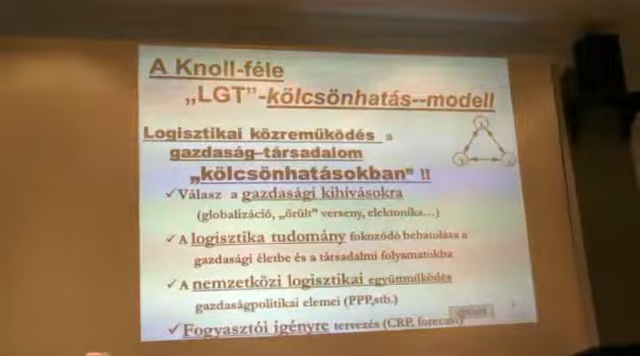 A Knoll-féle
„LGT”-kölcsönhatás--modell
Logisztikai közreműködés a
gazdaság–társadalom
„kölcsönhatásokban” !!
✓Válasz a gazdasági kihívásokra
(globalizáció, „őrült” verseny, elektonika...)
✓A logisztika tudomány fokozódó behatolása a
gazdasági életbe és a társadalmi folyamatokba
✓A nemzetközi logisztikai együműködés
gazdaságpolitikai elemei (PPP,stb.)
✓Fogyasztói igényre tervezés (CRP, forecast)